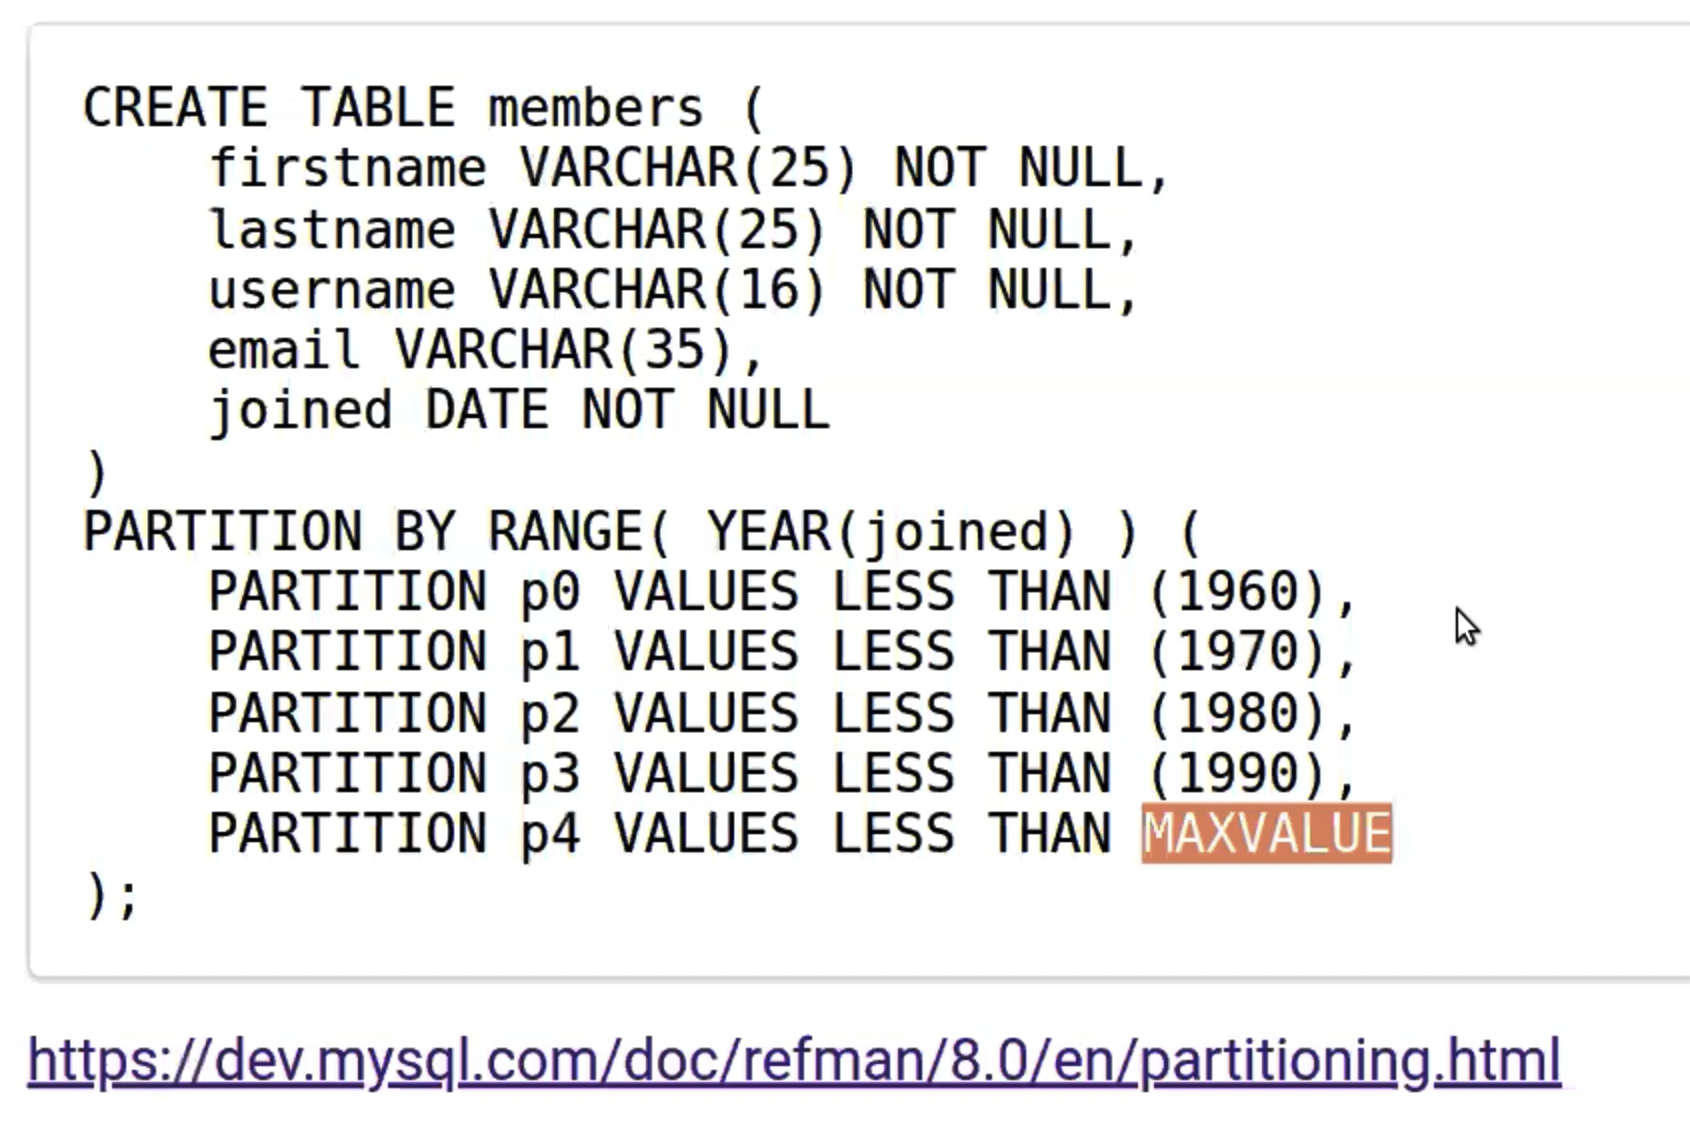 CREATE TABLE members (
    firstname VARCHAR(25) NOT NULL,
    lastname VARCHAR(25) NOT NULL,
    username VARCHAR(16) NOT NULL,
    email VARCHAR(35),
    joined DATE NOT NULL
)
PARTITION BY RANGE( YEAR(joined) ) (
    PARTITION p0 VALUES LESS THAN (1960),
    PARTITION p1 VALUES LESS THAN (1970),
    PARTITION p2 VALUES LESS THAN (1980),
    PARTITION p3 VALUES LESS THAN (1990),
    PARTITION p4 VALUES LESS THAN MAXVALUE
);
https://dev.mysql.com/doc/refman/8.0/en/partitioning.html